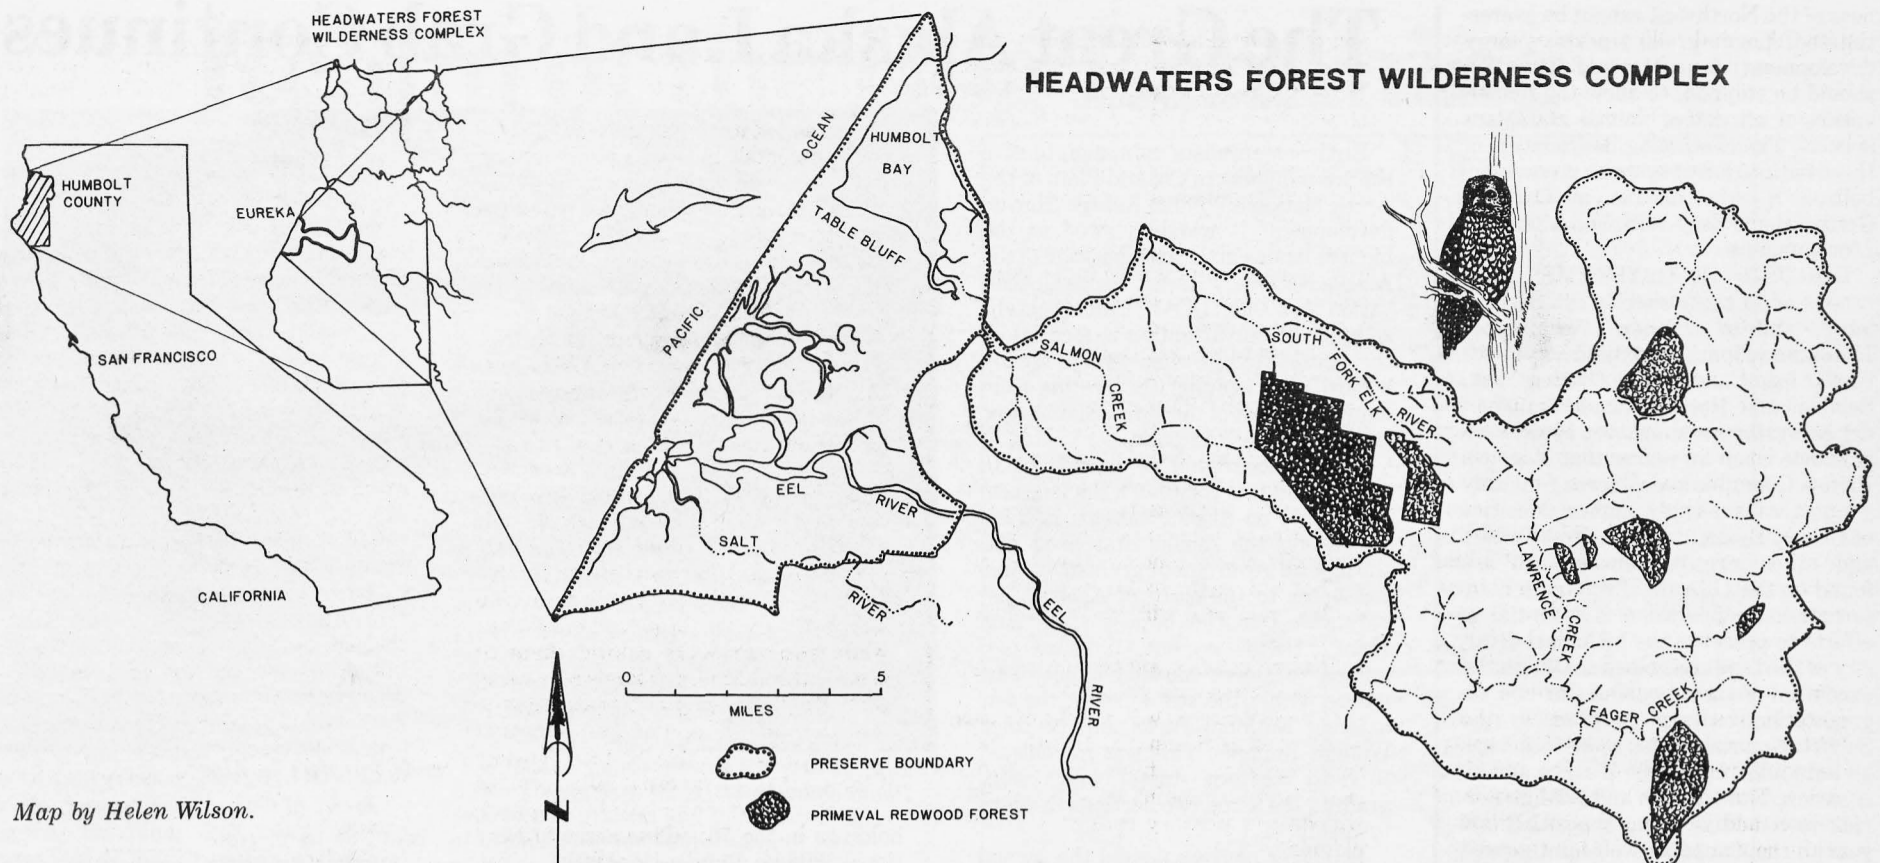 HEADWATERS FOREST
WILDERNESS COMPLEX
HEADWATERS FOREST WILDERNESS COMPLEX
HUMBOLT
COUNTY
EUREKA
SAN FRANCISCO
CALIFORNIA
PACIFIC
OCEAN
HUMBOLT
BAY
TABLE BLUFF
EEL
RIVER
SALT
RIVER
EEL
RIVER
SALMON
CREEK
SOUTH
FORK ELK
RIVER
LAWRENCE
CREEK
FAGER CREEK
0 5
MILES
PRESERVE BOUNDARY
PRIMEVAL REDWOOD FOREST
N
Map by Helen Wilson.